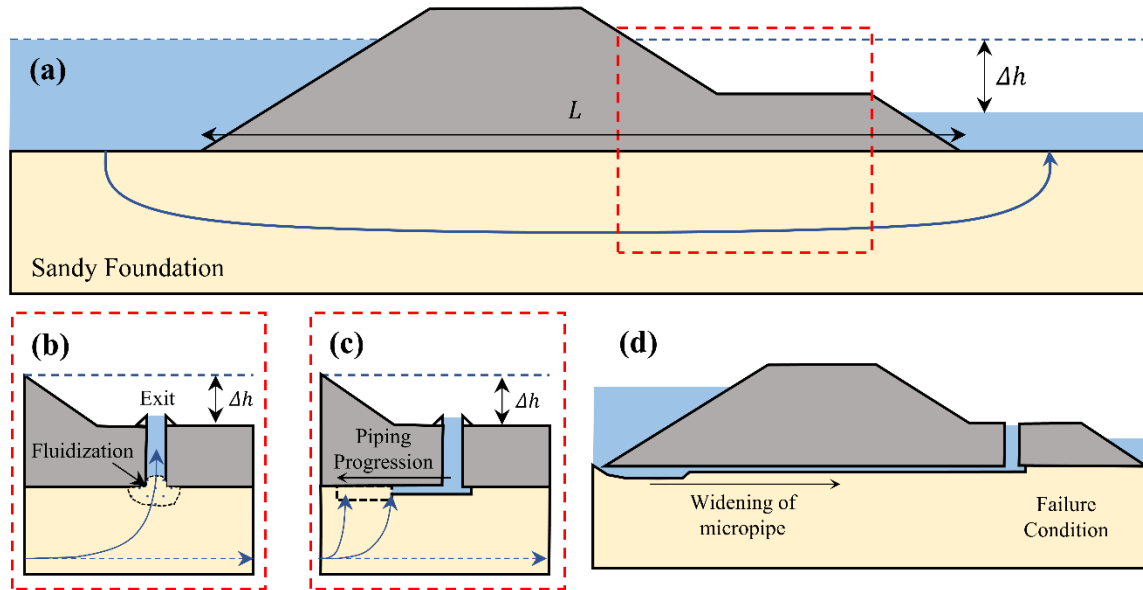 (a)
Δh
L
Sandy Foundation
(b)
Exit
Δh
Fluidization
(c)
Δh
Piping
Progression
(d)
Widening of
micropipe
Failure
Condition